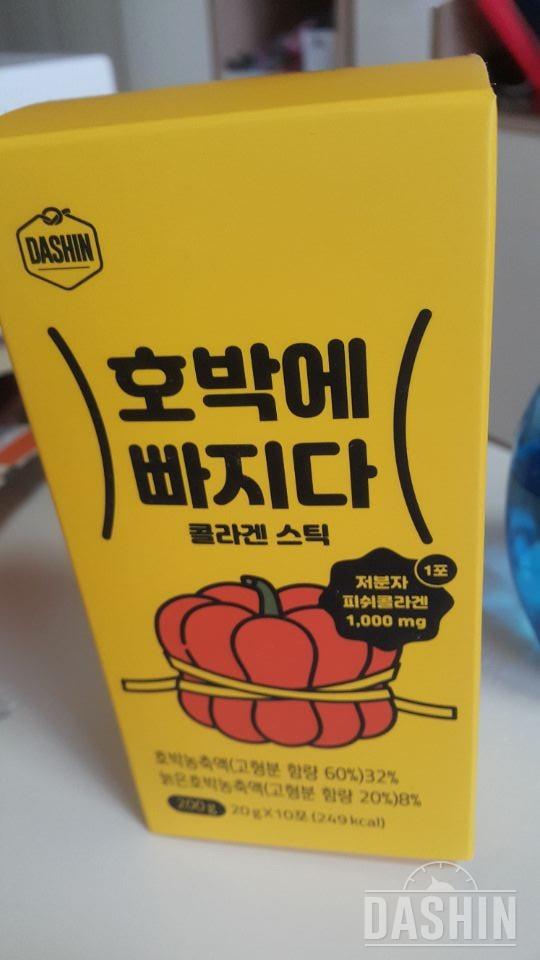 DASHIN
호박에
빠지다
콜라겐 스틱
1포
저분자
피쉬콜라겐
1,000 mg
호박농축액(고형분 함량 60%)32%
늙은호박농축액(고형분 함량 20%)8%
200 g 20 g X 10포 (249 kcal)
DASHIN